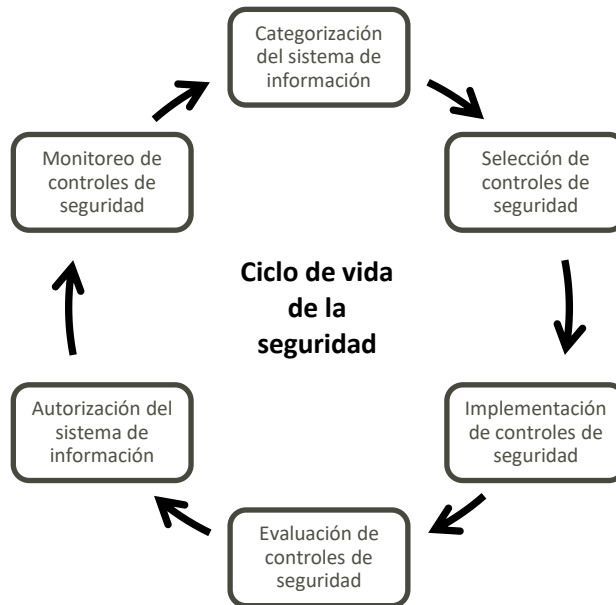 Categorización
del sistema de
información
Monitoreo de
controles de
seguridad
Selección de
controles de
seguridad
Ciclo de vida
de la
seguridad
Autorización del
sistema de
información
Implementación
de controles de
seguridad
Evaluación de
controles de
seguridad